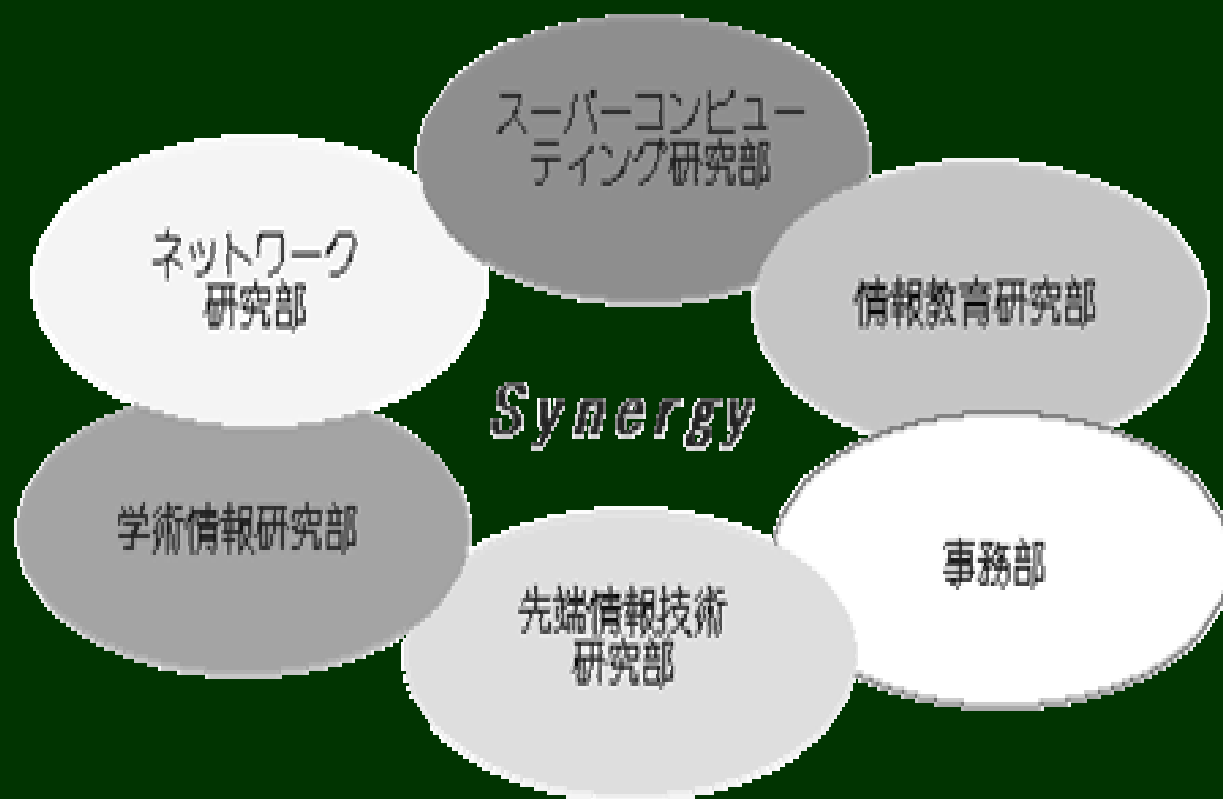 スーパーコンピュー
ティング研究部
ネットワーク
研究部
情報教育研究部
Synergy
学術情報研究部
事務部
先端情報技術
研究部